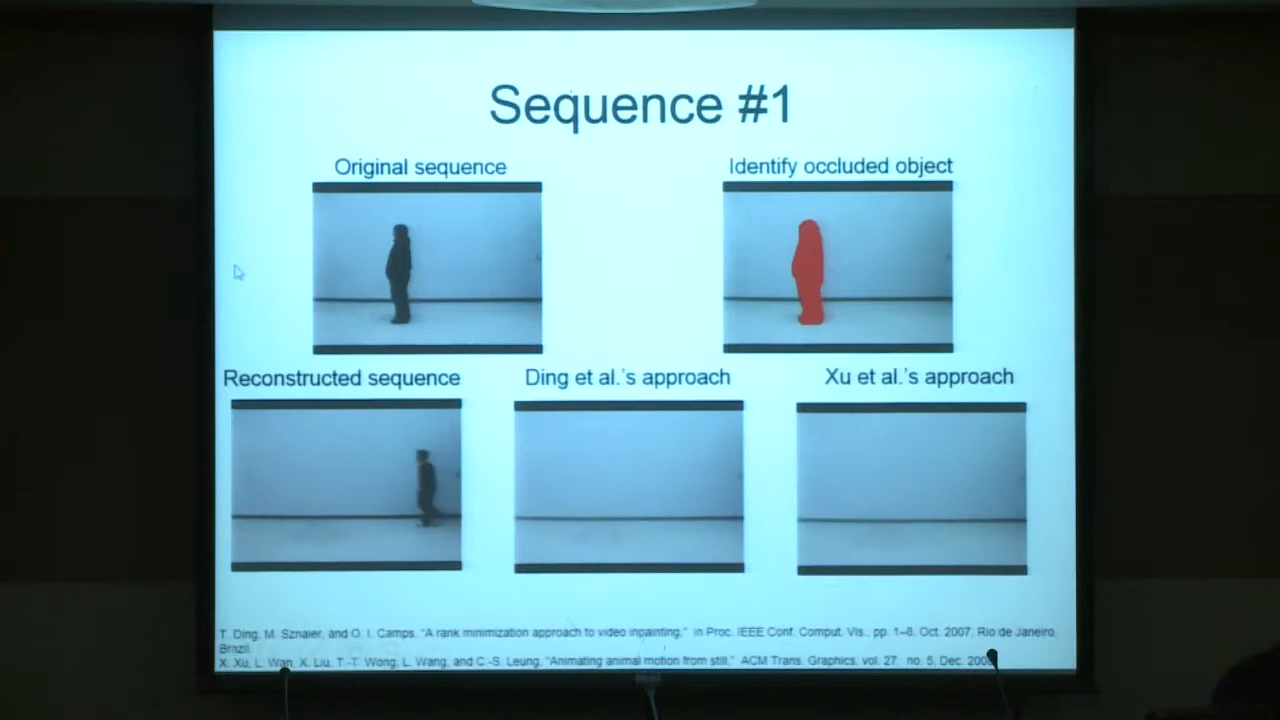 Sequence #1
Original sequence
Identify occluded object
Reconstructed sequence
Ding et al.'s approach
Xu et al.'s approach
T. Ding, M. Sznaier, and O. I. Camps, "A rank minimization approach to video inpainting," in Proc. IEEE Conf. Comput. Vis., pp. 1–8, Oct. 2007, Rio de Janeiro,
Brazil.
X. Xu, L. Wan, X. Liu, T.-T. Wong, L. Wang, and C.-S. Leung, "Animating animal motion from still," ACM Trans. Graphics, vol. 27, no. 5, Dec.